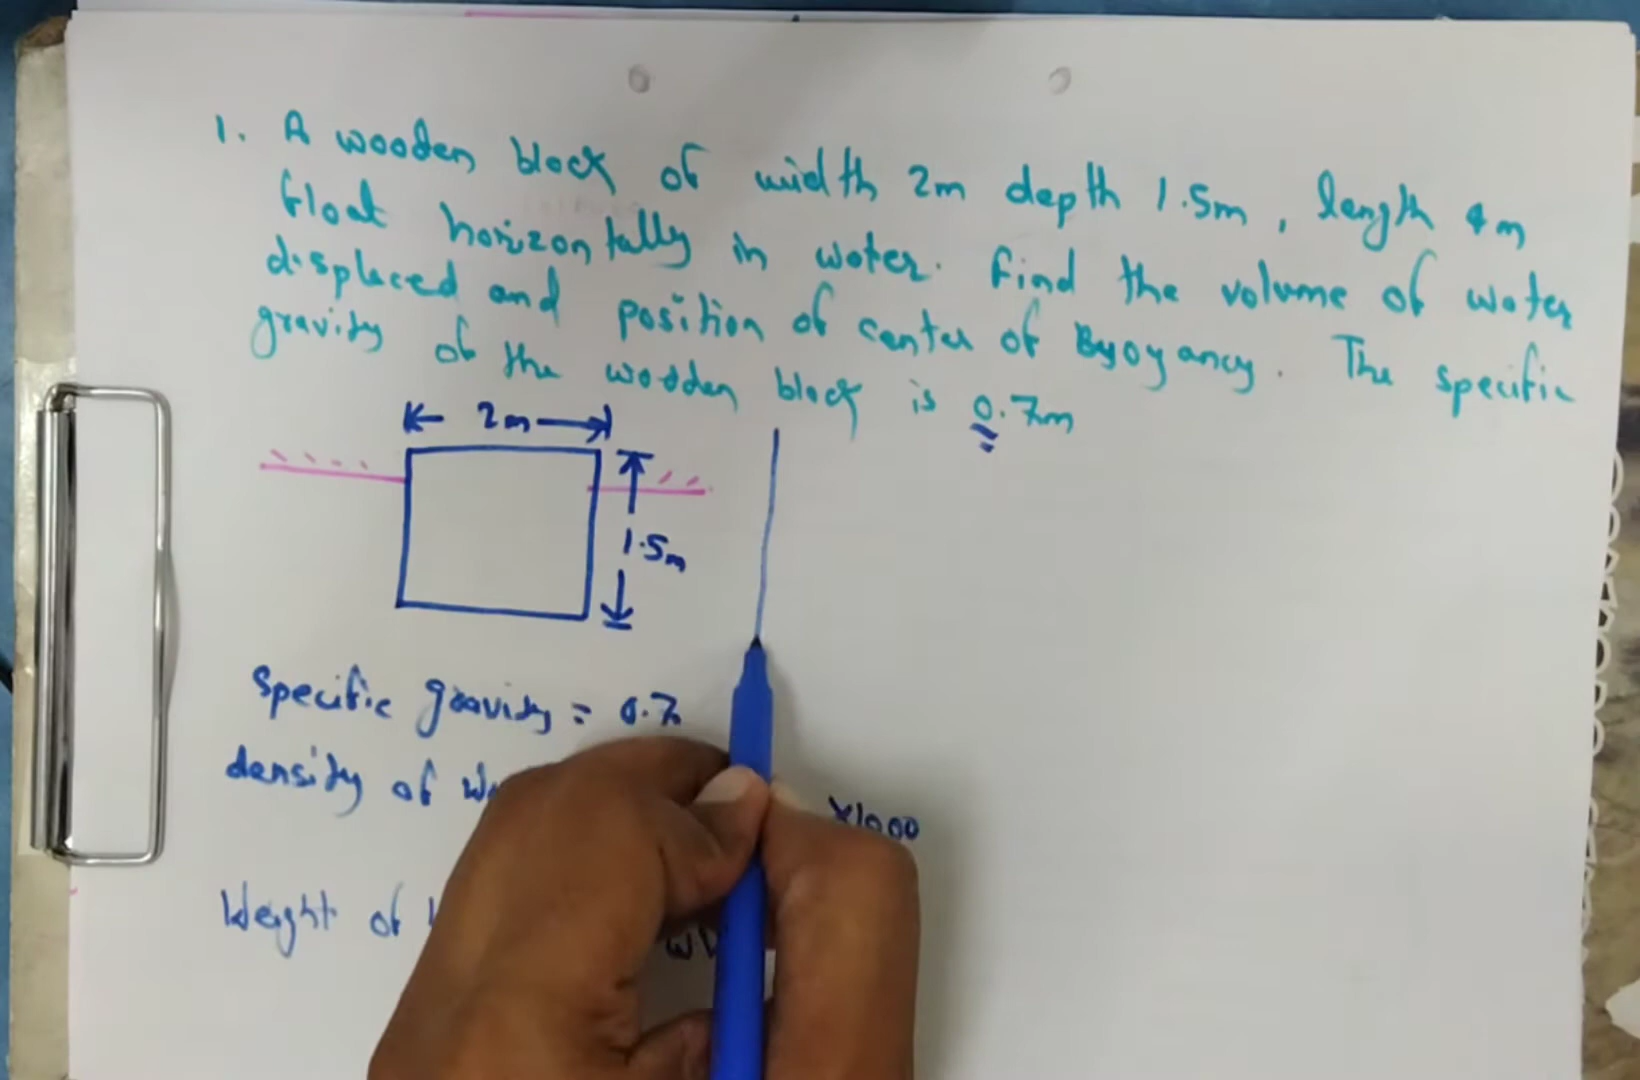 1. A wooden block of width 2m depth 1.5m, length 4m
float horizontally in water. find the volume of water
displaced and position of center of Byoyancy. The specific
gravity of the wooden block is 0.7m
2m
1.5m
Specific gravity = 0.7
density of
×1000
Weight of